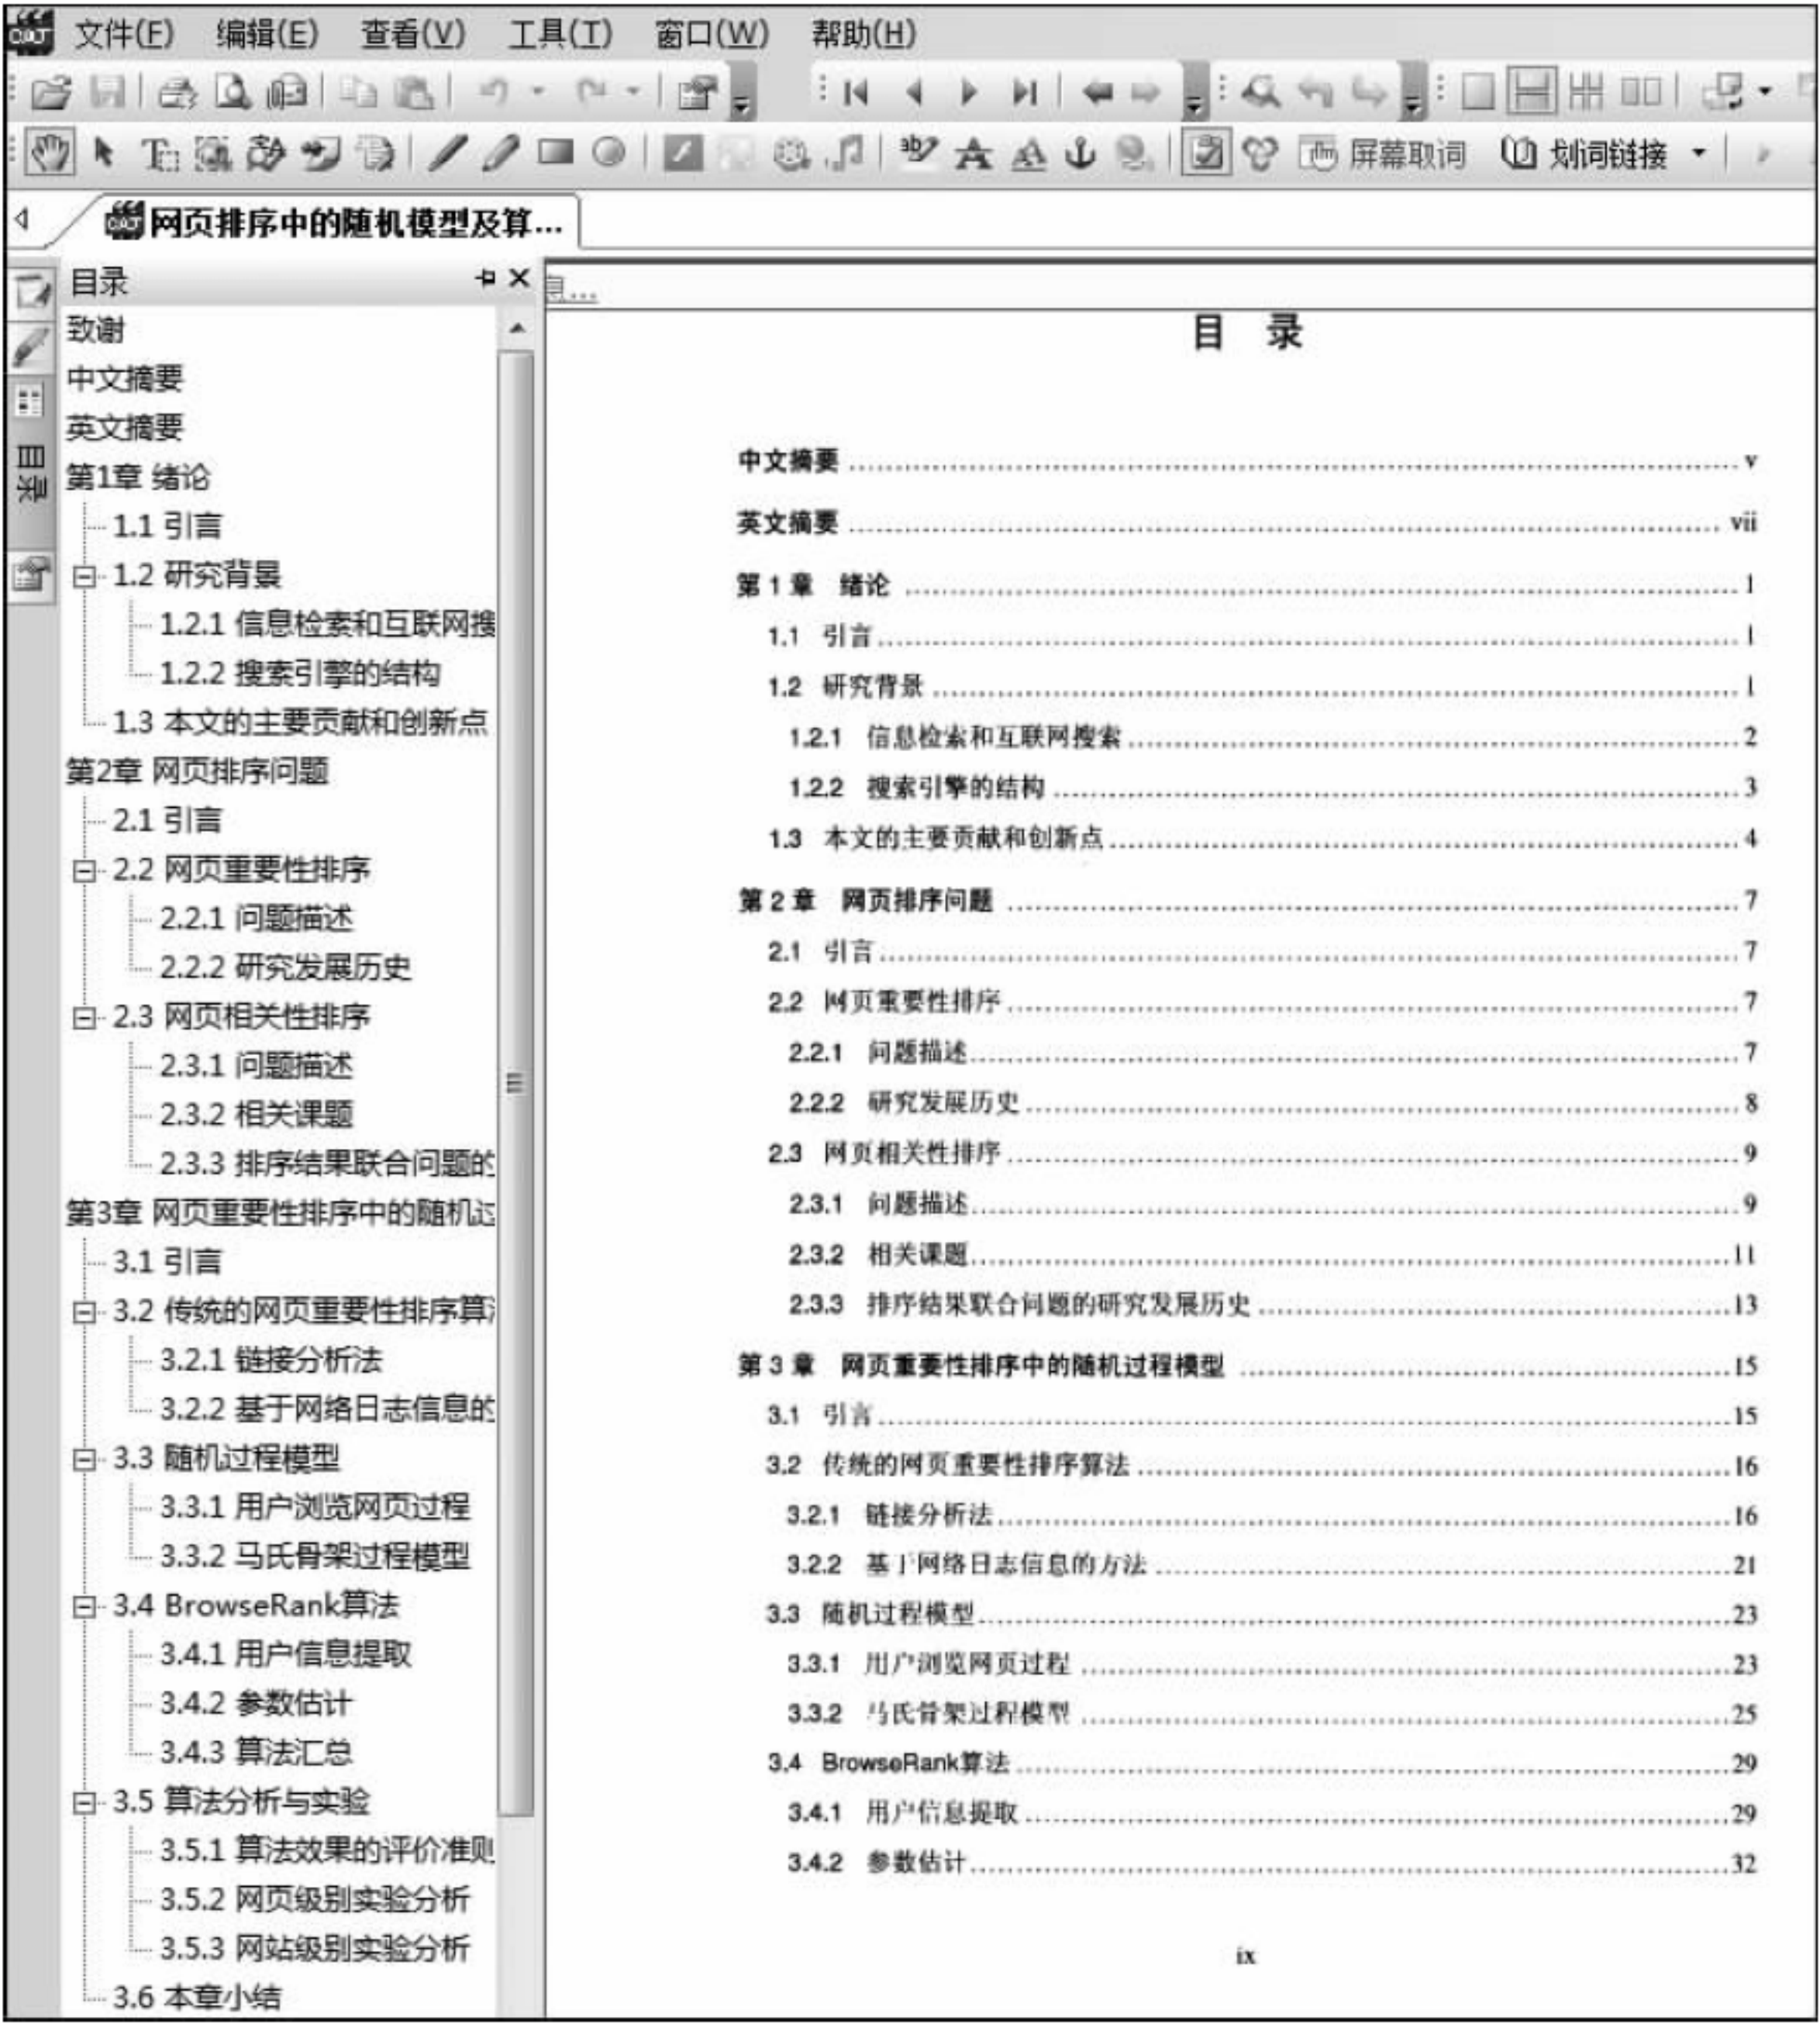 文件(F) 编辑(E) 查看(V) 工具(T) 窗口(W) 帮助(H)
屏幕取词 划词链接
网页排序中的随机模型及算...
目录
致谢
中文摘要
英文摘要
第1章 绪论
1.1 引言
1.2 研究背景
1.2.1 信息检索和互联网搜
1.2.2 搜索引擎的结构
1.3 本文的主要贡献和创新点
第2章 网页排序问题
2.1 引言
2.2 网页重要性排序
2.2.1 问题描述
2.2.2 研究发展历史
2.3 网页相关性排序
2.3.1 问题描述
2.3.2 相关课题
2.3.3 排序结果联合问题的
第3章 网页重要性排序中的随机过
3.1 引言
3.2 传统的网页重要性排序算
3.2.1 链接分析法
3.2.2 基于网络日志信息的
3.3 随机过程模型
3.3.1 用户浏览网页过程
3.3.2 马氏骨架过程模型
3.4 BrowseRank算法
3.4.1 用户信息提取
3.4.2 参数估计
3.4.3 算法汇总
3.5 算法分析与实验
3.5.1 算法效果的评价准则
3.5.2 网页级别实验分析
3.5.3 网站级别实验分析
3.6 本章小结
目录
息...
目 录
中文摘要 ........ v
英文摘要 ........ vii
第 1 章 绪论 ........ 1
1.1 引言 ........ 1
1.2 研究背景 ........ 1
1.2.1 信息检索和互联网搜索 ........ 2
1.2.2 搜索引擎的结构 ........ 3
1.3 本文的主要贡献和创新点 ........ 4
第 2 章 网页排序问题 ........ 7
2.1 引言 ........ 7
2.2 网页重要性排序 ........ 7
2.2.1 问题描述 ........ 7
2.2.2 研究发展历史 ........ 8
2.3 网页相关性排序 ........ 9
2.3.1 问题描述 ........ 9
2.3.2 相关课题 ........ 11
2.3.3 排序结果联合问题的研究发展历史 ........ 13
第 3 章 网页重要性排序中的随机过程模型 ........ 15
3.1 引言 ........ 15
3.2 传统的网页重要性排序算法 ........ 16
3.2.1 链接分析法 ........ 16
3.2.2 基于网络日志信息的方法 ........ 21
3.3 随机过程模型 ........ 23
3.3.1 用户浏览网页过程 ........ 23
3.3.2 马氏骨架过程模型 ........ 25
3.4 BrowseRank算法 ........ 29
3.4.1 用户信息提取 ........ 29
3.4.2 参数估计 ........ 32
ix